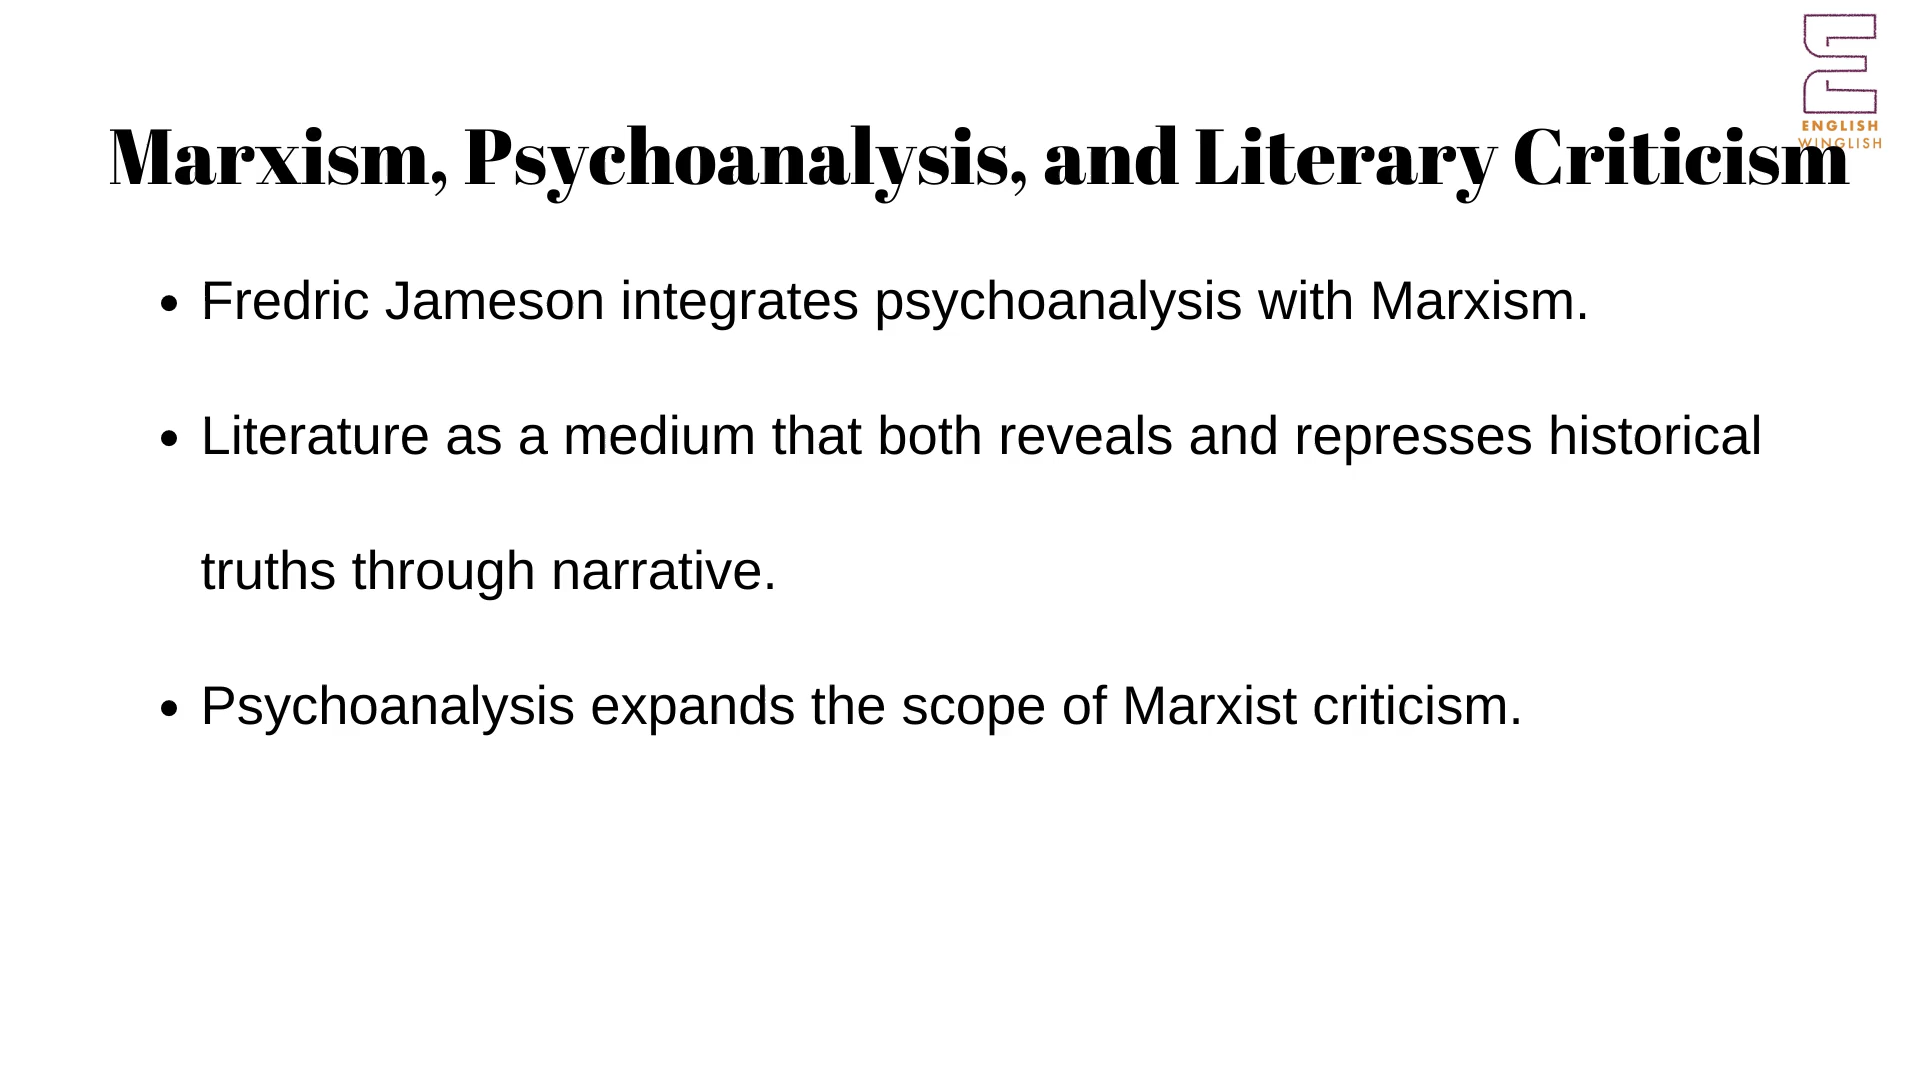 ENGLISH
WINGLISH
Marxism, Psychoanalysis, and Literary Criticism
• Fredric Jameson integrates psychoanalysis with Marxism.
• Literature as a medium that both reveals and represses historical
truths through narrative.
• Psychoanalysis expands the scope of Marxist criticism.